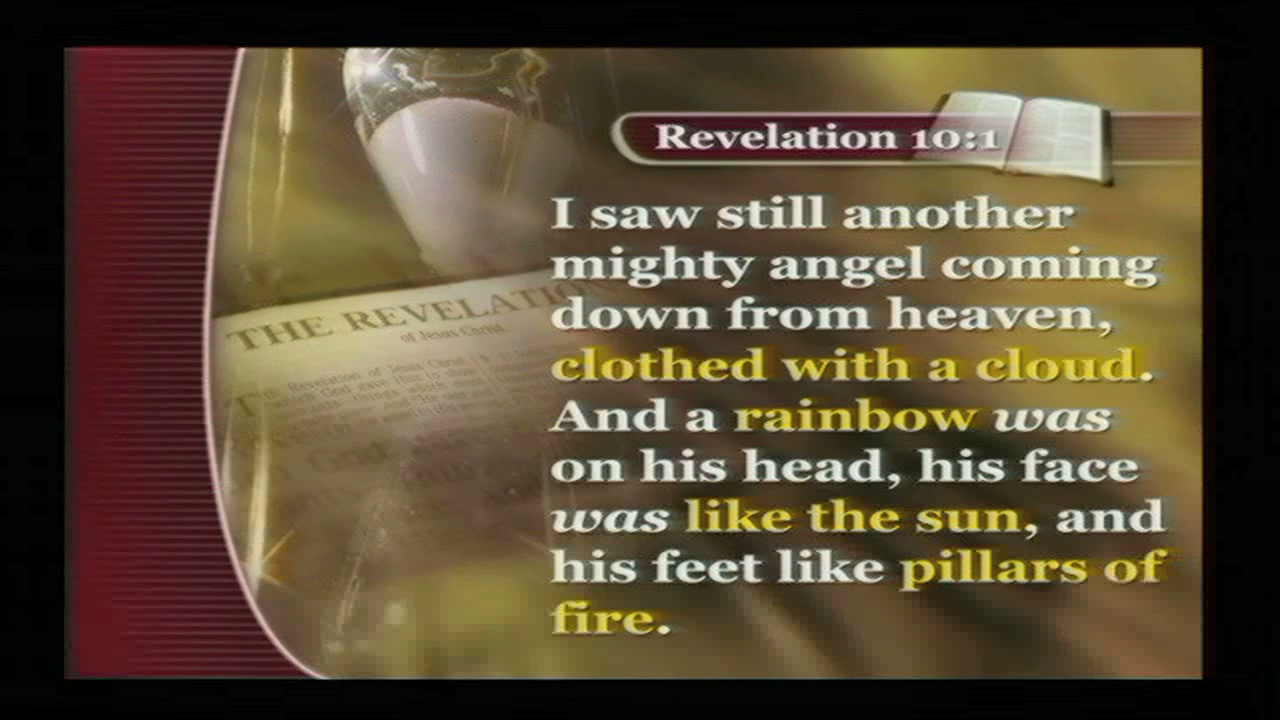 Revelation 10:1
I saw still another
mighty angel coming
down from heaven,
clothed with a cloud.
And a rainbow was
on his head, his face
was like the sun, and
his feet like pillars of
fire.
THE REVELATION
of Jesus Christ